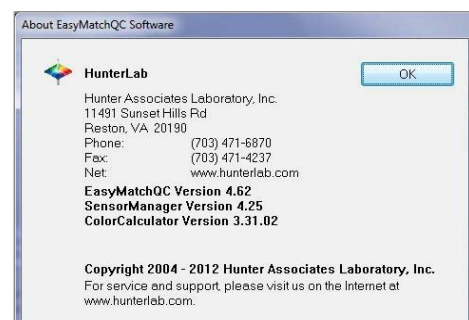 About EasyMatchQC Software
HunterLab
OK
Hunter Associates Laboratory, Inc.
11491 Sunset Hills Rd
Reston, VA 20190
Phone: (703) 471-6870
Fax: (703) 471-4237
Net: www.hunterlab.com
EasyMatchQC Version 4.62
SensorManager Version 4.25
ColorCalculator Version 3.31.02
Copyright 2004 - 2012 Hunter Associates Laboratory, Inc.
For service and support, please visit us on the Internet at
www.hunterlab.com.